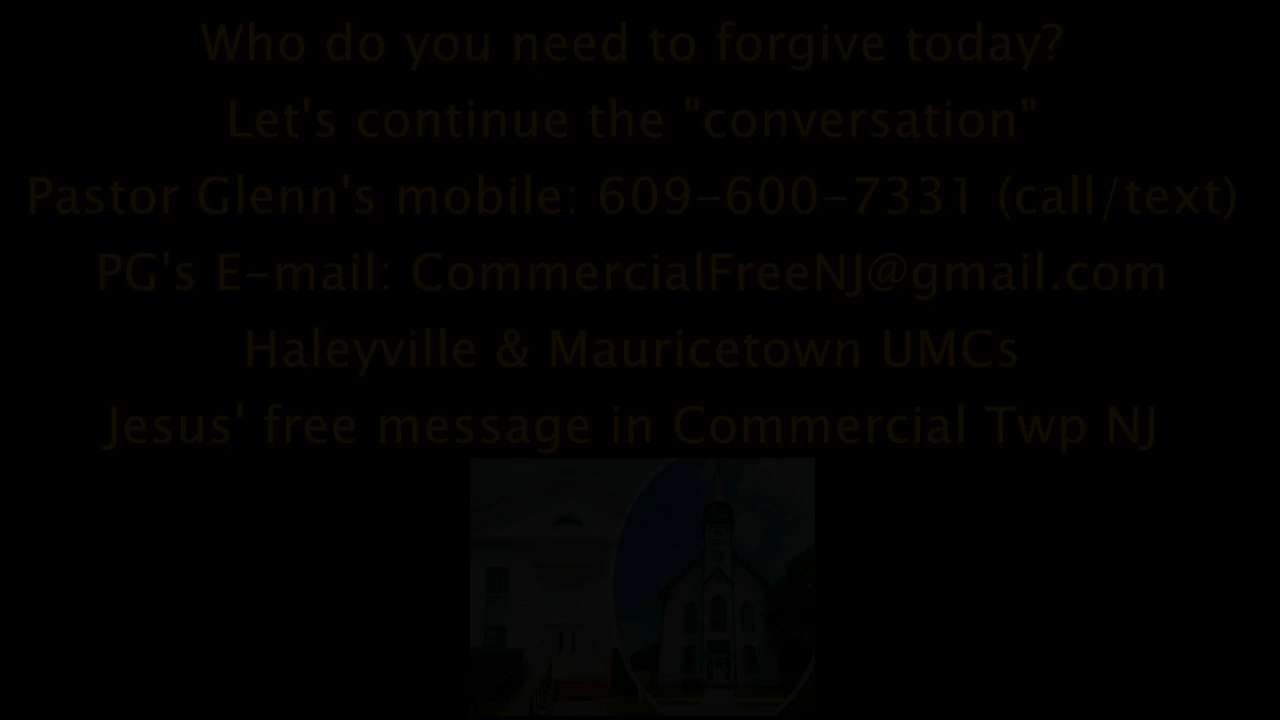 Who do you need to forgive today?
Let's continue the "conversation"
Pastor Glenn's mobile: 609-600-7331 (call/text)
PG's E-mail: CommercialFreeNJ@gmail.com
Haleyville & Mauricetown UMCs
Jesus' free message in Commercial Twp NJ